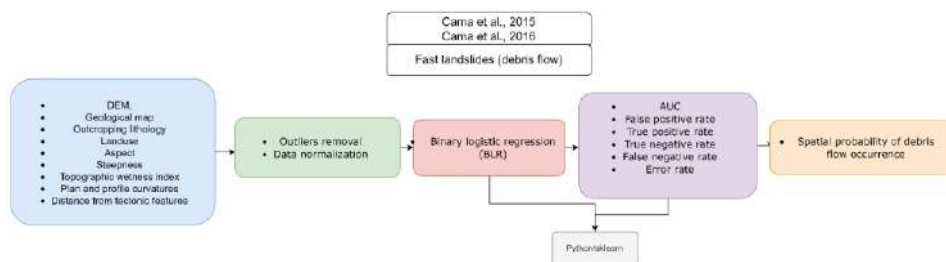 Cama et al., 2015
Cama et al., 2016
Fast landslides (debris flow)
DEM,
Geological map
Outcropping lithology
Landuse
Aspect
Steepness
Topographic wetness index
Plan and profile curvatures
Distance from tectonic features
Outliers removal
Data normalization
Binary logistic regression
(BLR)
AUC
False positive rate
True positive rate
True negative rate
False negative rate
Error rate
Spatial probability of debris
flow occurrence
Python/sklearn